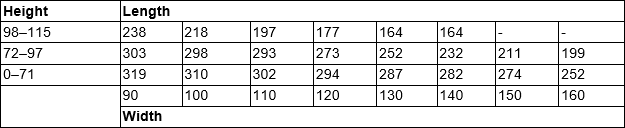 Height Length
98–115 238 218 197 177 164 164 - -
72–97 303 298 293 273 252 232 211 199
0–71 319 310 302 294 287 282 274 252
90 100 110 120 130 140 150 160
Width